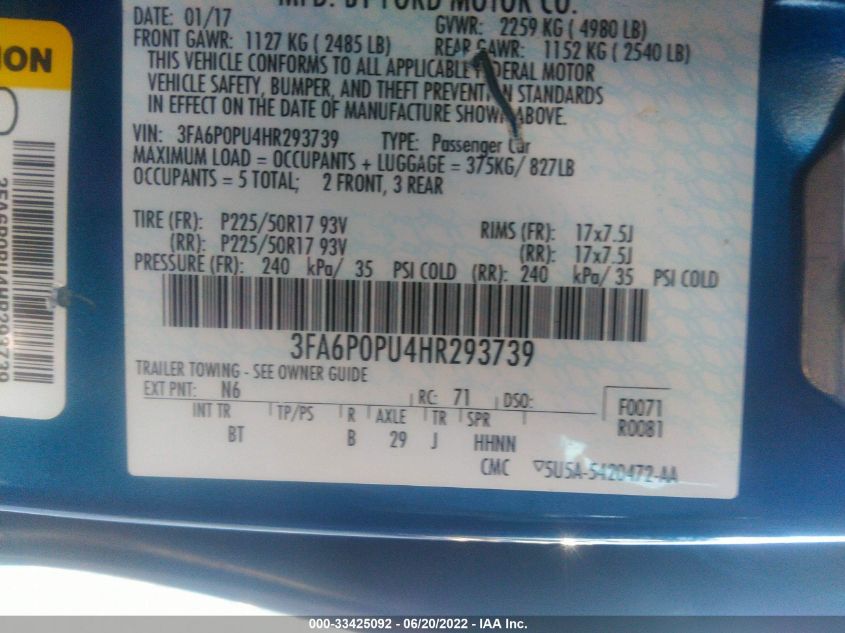 MFD. BY FORD MOTOR CO.
DATE: 01/17
GVWR: 2259 KG ( 4980 LB)
FRONT GAWR: 1127 KG ( 2485 LB)
REAR GAWR: 1152 KG ( 2540 LB)
THIS VEHICLE CONFORMS TO ALL APPLICABLE FEDERAL MOTOR
VEHICLE SAFETY, BUMPER, AND THEFT PREVENTION STANDARDS
IN EFFECT ON THE DATE OF MANUFACTURE SHOWN ABOVE.
VIN: 3FA6P0PU4HR293739 TYPE: Passenger Car
MAXIMUM LOAD = OCCUPANTS + LUGGAGE = 375KG/ 827LB
OCCUPANTS = 5 TOTAL; 2 FRONT, 3 REAR
TIRE (FR): P225/50R17 93V RIMS (FR): 17x7.5J
(RR): P225/50R17 93V (RR): 17x7.5J
PRESSURE (FR): 240 kPa/ 35 PSI COLD (RR): 240 kPa/ 35 PSI COLD
3FA6P0PU4HR293739
TRAILER TOWING - SEE OWNER GUIDE
EXT PNT: N6 RC: 71 DSO: F0071
R0081
INT TR TP/PS R AXLE TR SPR
BT B 29 J HHNN
CMC 5U5A-5420472-AA
3FA6P0PU4HR293739
000-33425092 - 06/20/2022 - IAA Inc.